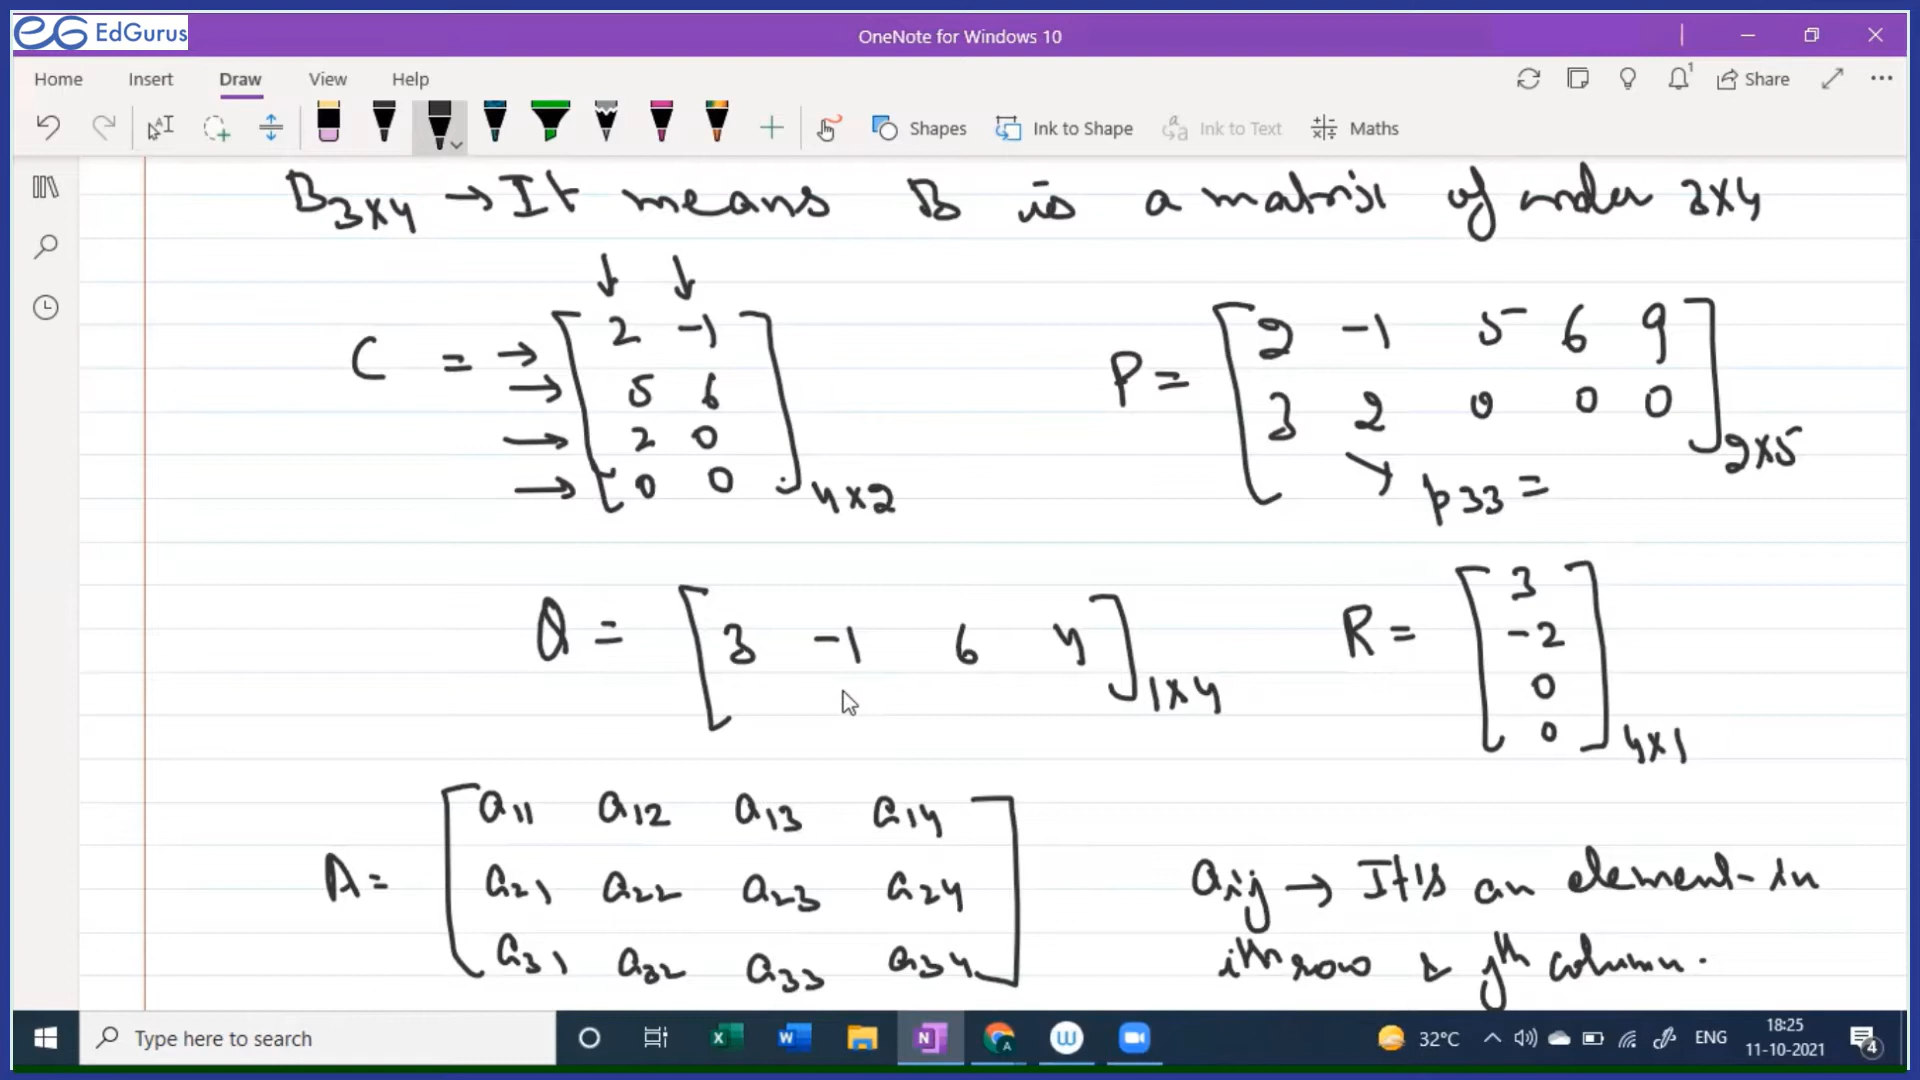 EdGurus
OneNote for Windows 10
Home Insert Draw View Help
1
Share
Shapes Ink to Shape Ink to Text Maths
B3x4 → It means B is a matrix of order 3x4
↓ ↓
C = → [ 2 -1
→ 5 6
→ 2 0
→ 0 0 ] 4x2
P = [ 2 -1 5 6 9
3 2 0 0 0 ] 2x5
→ p33 =
Q = [ 3 -1 6 4 ] 1x4
R = [ 3
-2
0
0 ] 4x1
A = [ a11 a12 a13 a14
a21 a22 a23 a24
a31 a32 a33 a34 ]
aij → It's an element in
ith row & jth column.
Type here to search
32°C
ENG
18:25
11-10-2021
4